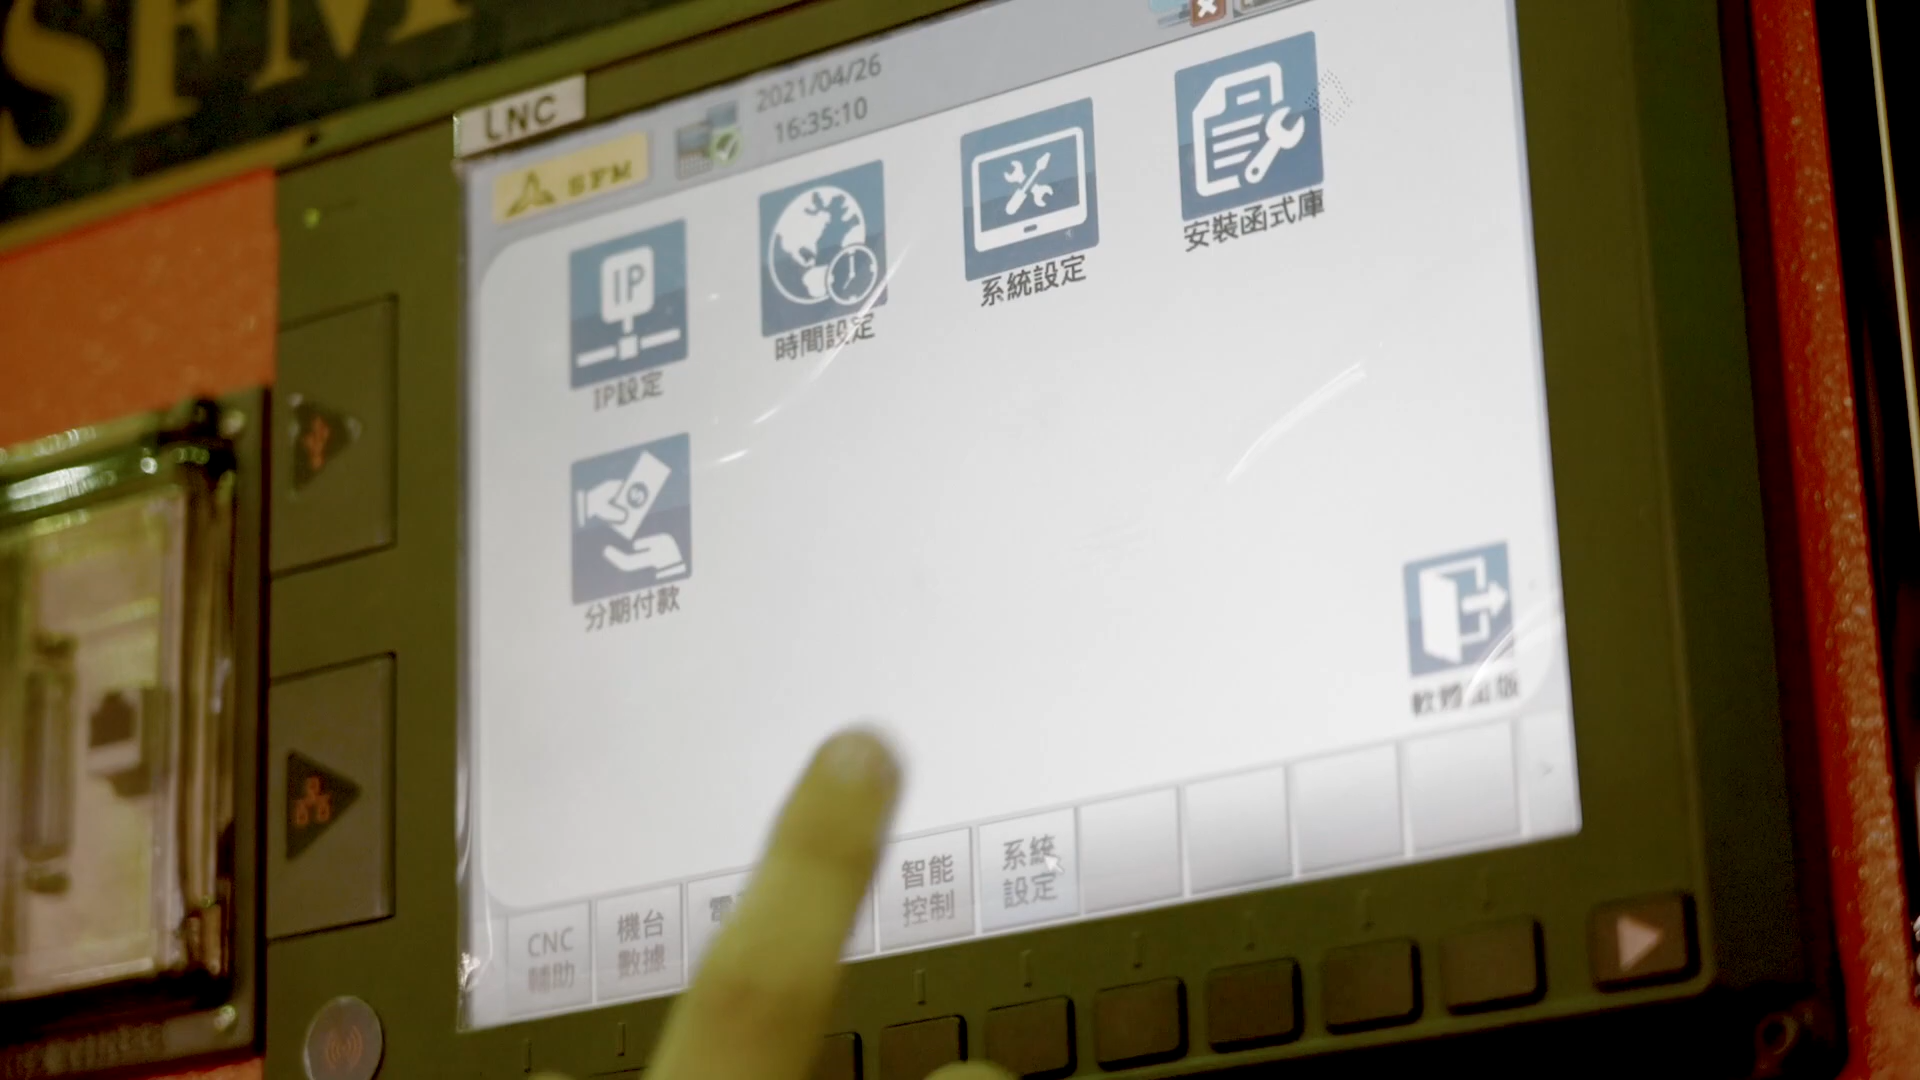 SFM
LNC
SFM
2021/04/26
16:35:10
IP
IP設定
時間設定
系統設定
安裝函式庫
分期付款
CNC
輔助
機台
數據
智能
控制
系統
設定